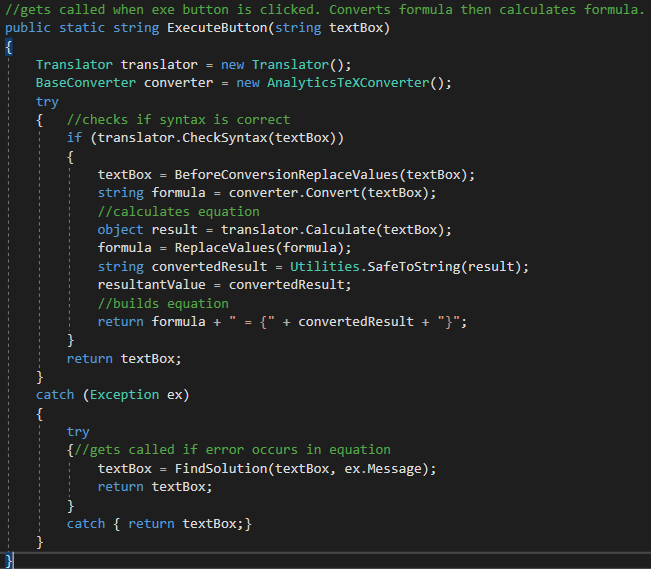 //gets called when exe button is clicked. Converts formula then calculates formula.
public static string ExecuteButton(string textBox)
{
    Translator translator = new Translator();
    BaseConverter converter = new AnalyticsTeXConverter();
    try
    {   //checks if syntax is correct
        if (translator.CheckSyntax(textBox))
        {
            textBox = BeforeConversionReplaceValues(textBox);
            string formula = converter.Convert(textBox);
            //calculates equation
            object result = translator.Calculate(textBox);
            formula = ReplaceValues(formula);
            string convertedResult = Utilities.SafeToString(result);
            resultantValue = convertedResult;
            //builds equation
            return formula + " = {" + convertedResult + "}";
        }
        return textBox;
    }
    catch (Exception ex)
    {
        try
        {//gets called if error occurs in equation
            textBox = FindSolution(textBox, ex.Message);
            return textBox;
        }
        catch { return textBox;}
    }
}